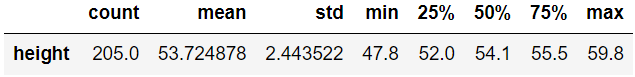 count mean std min 25% 50% 75% max
height 205.0 53.724878 2.443522 47.8 52.0 54.1 55.5 59.8